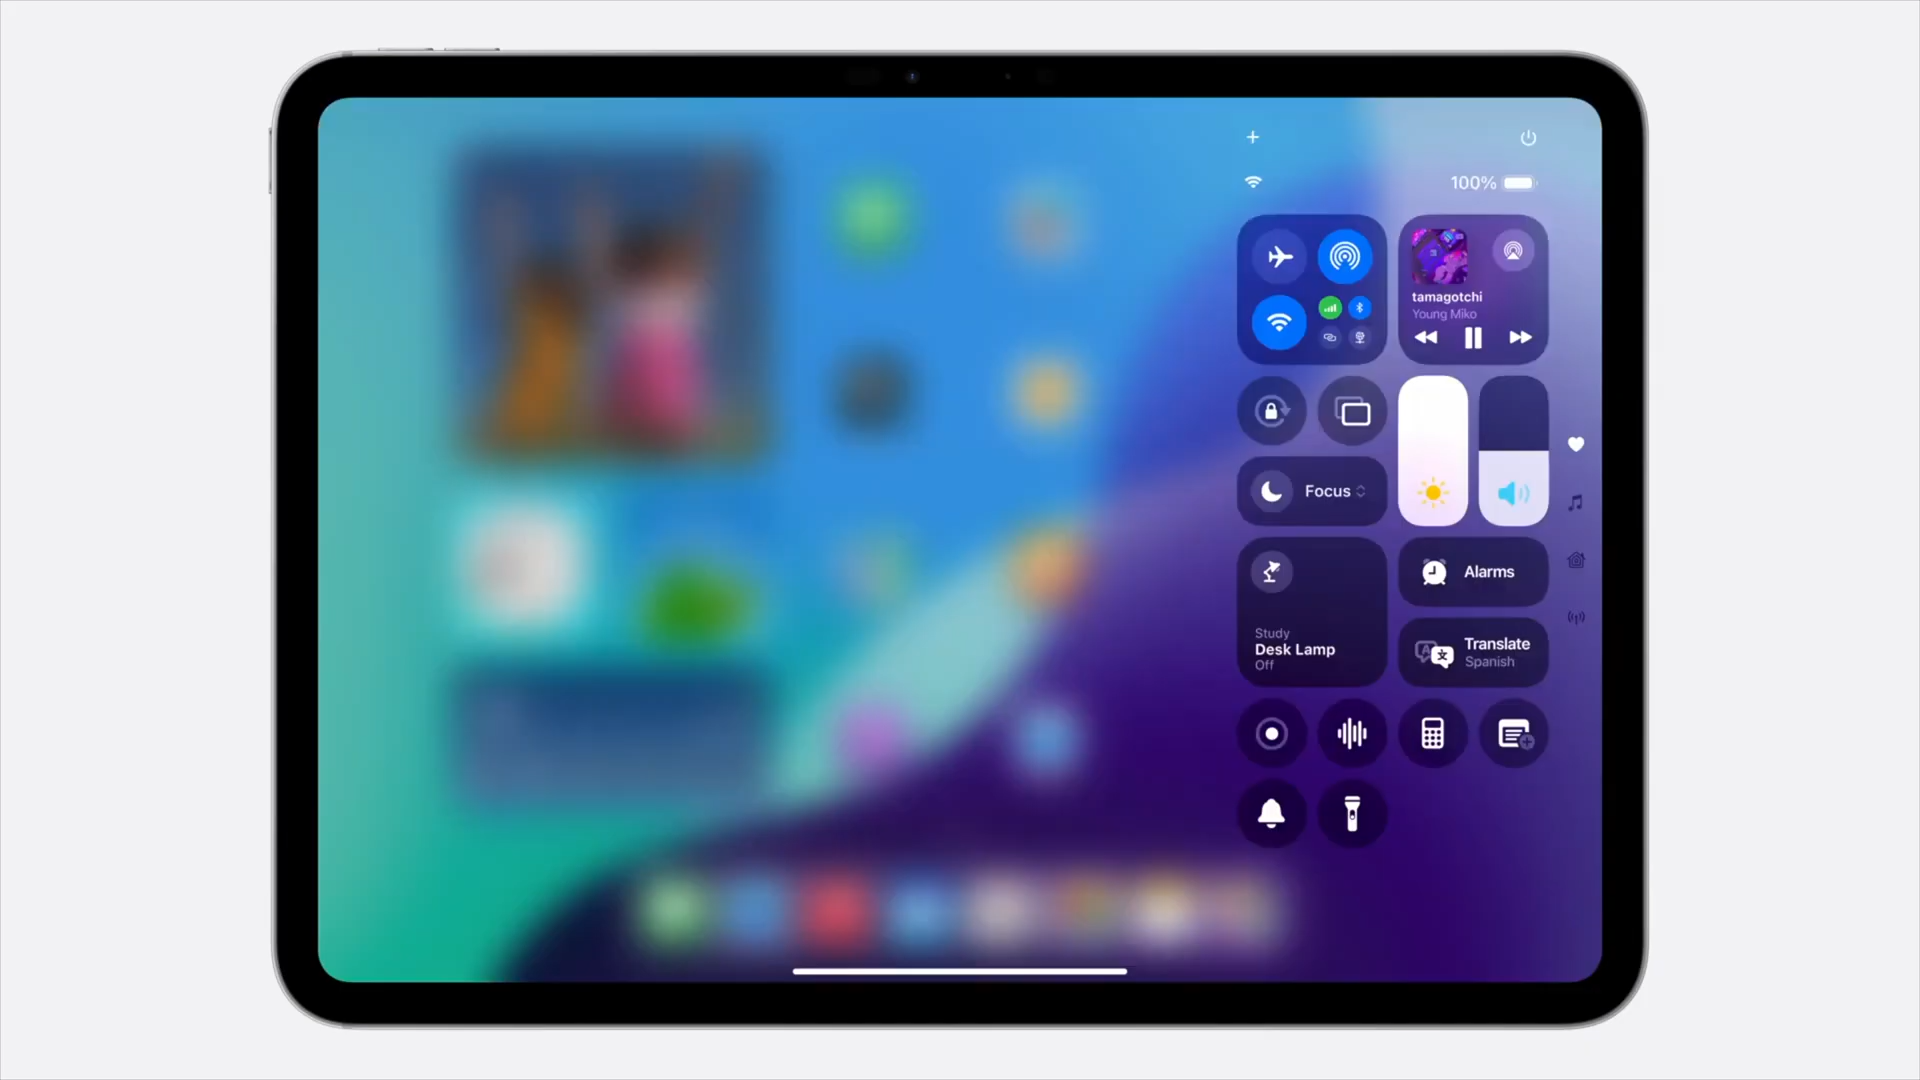 100%
tamagotchi
Young Miko
Focus
Study
Desk Lamp
Off
Alarms
Translate
Spanish